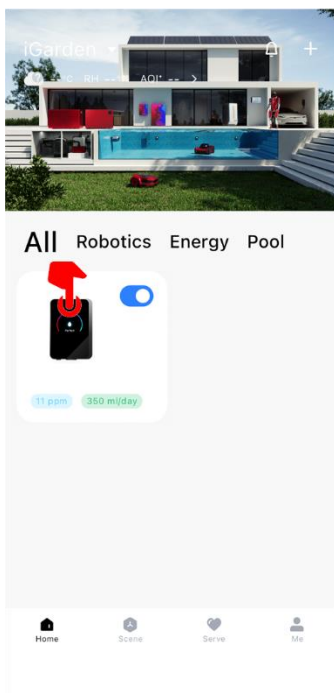 iGarden
--°C · RH --% AQI: -- >
All Robotics Energy Pool
11 ppm 350 ml/day
Home Scene Serve Me